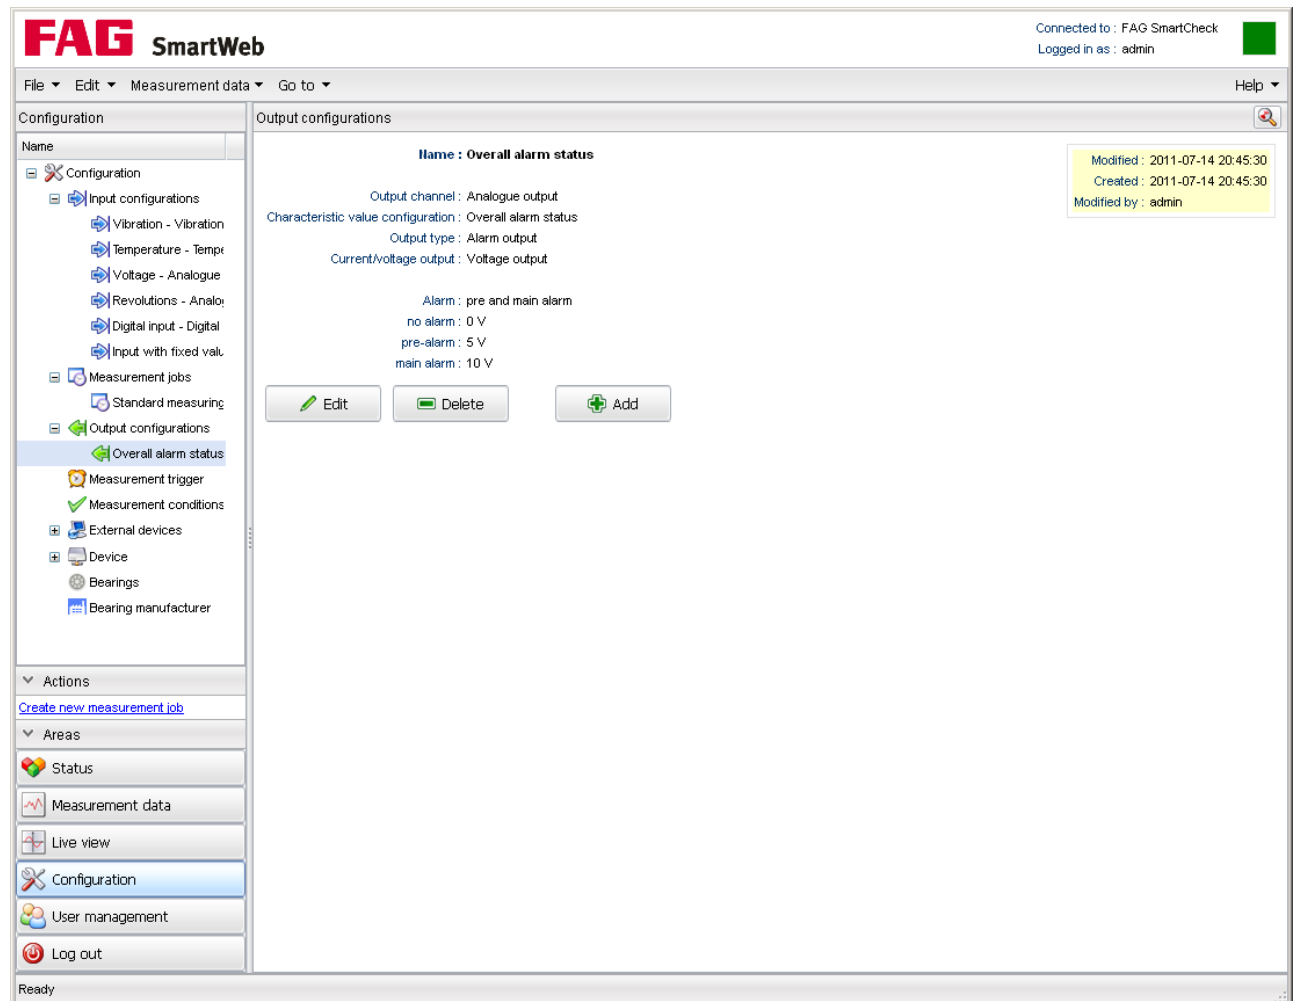 FAG SmartWeb
Connected to : FAG SmartCheck
Logged in as : admin
File Edit Measurement data Go to Help
Configuration
Name
Configuration
Input configurations
Vibration - Vibration
Temperature - Tempe
Voltage - Analogue
Revolutions - Analog
Digital input - Digital
Input with fixed valu
Measurement jobs
Standard measuring
Output configurations
Overall alarm status
Measurement trigger
Measurement conditions
External devices
Device
Bearings
Bearing manufacturer
Actions
Create new measurement job
Areas
Status
Measurement data
Live view
Configuration
User management
Log out
Output configurations
Name : Overall alarm status
Output channel : Analogue output
Characteristic value configuration : Overall alarm status
Output type : Alarm output
Current/voltage output : Voltage output
Alarm : pre and main alarm
no alarm : 0 V
pre-alarm : 5 V
main alarm : 10 V
Edit Delete Add
Modified : 2011-07-14 20:45:30
Created : 2011-07-14 20:45:30
Modified by : admin
Ready